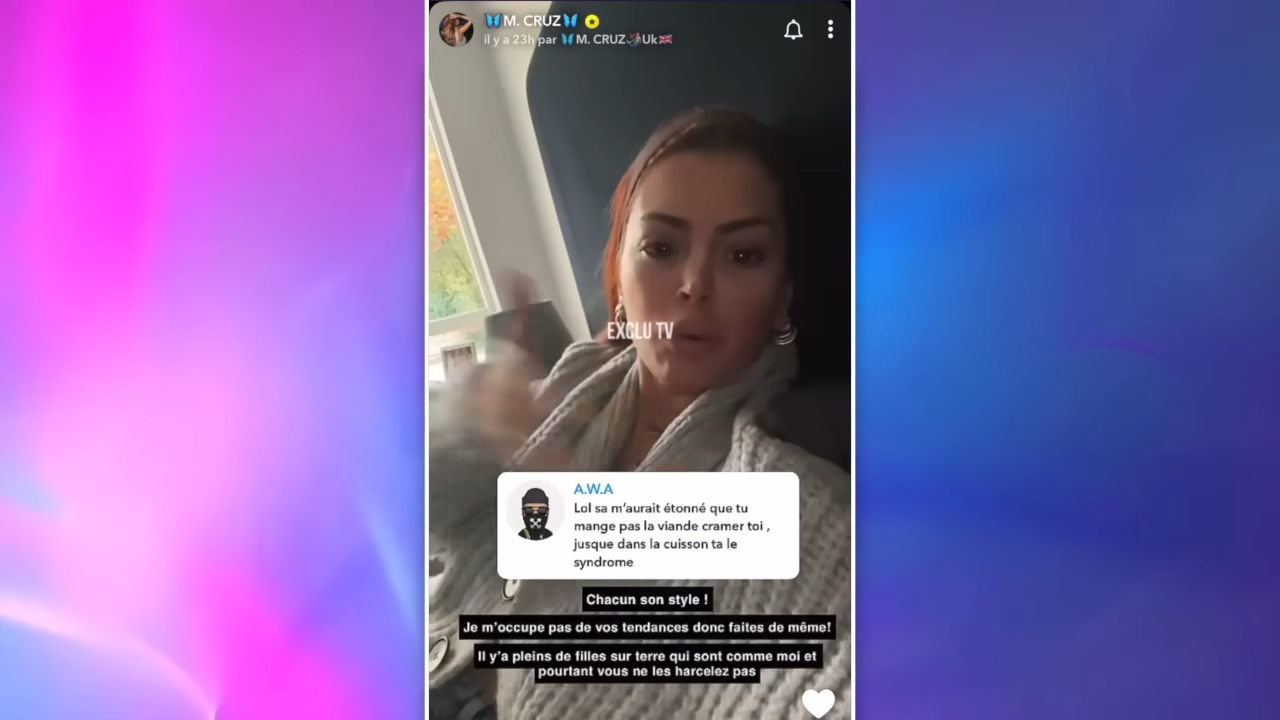 🦋M. CRUZ🦋
il y a 23h par 🦋M. CRUZ Uk🇬🇧
EXCLU TV
A.W.A
Lol sa m'aurait étonné que tu
mange pas la viande cramer toi ,
jusque dans la cuisson ta le
syndrome
Chacun son style !
Je m'occupe pas de vos tendances donc faites de même!
Il y'a pleins de filles sur terre qui sont comme moi et
pourtant vous ne les harcelez pas